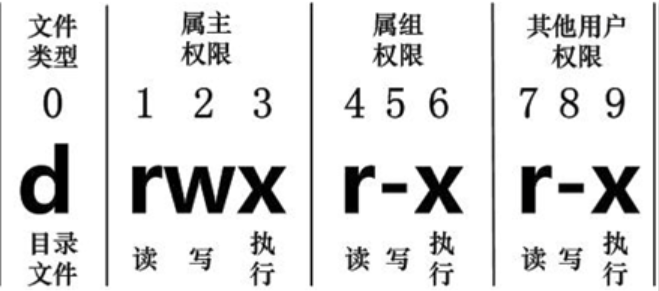 文件
类型
属主
权限
属组
权限
其他用户
权限
0
1 2 3
4 5 6
7 8 9
d
rwx
r-x
r-x
目录
文件
读 写 执行
读 写 执行
读 写 执行